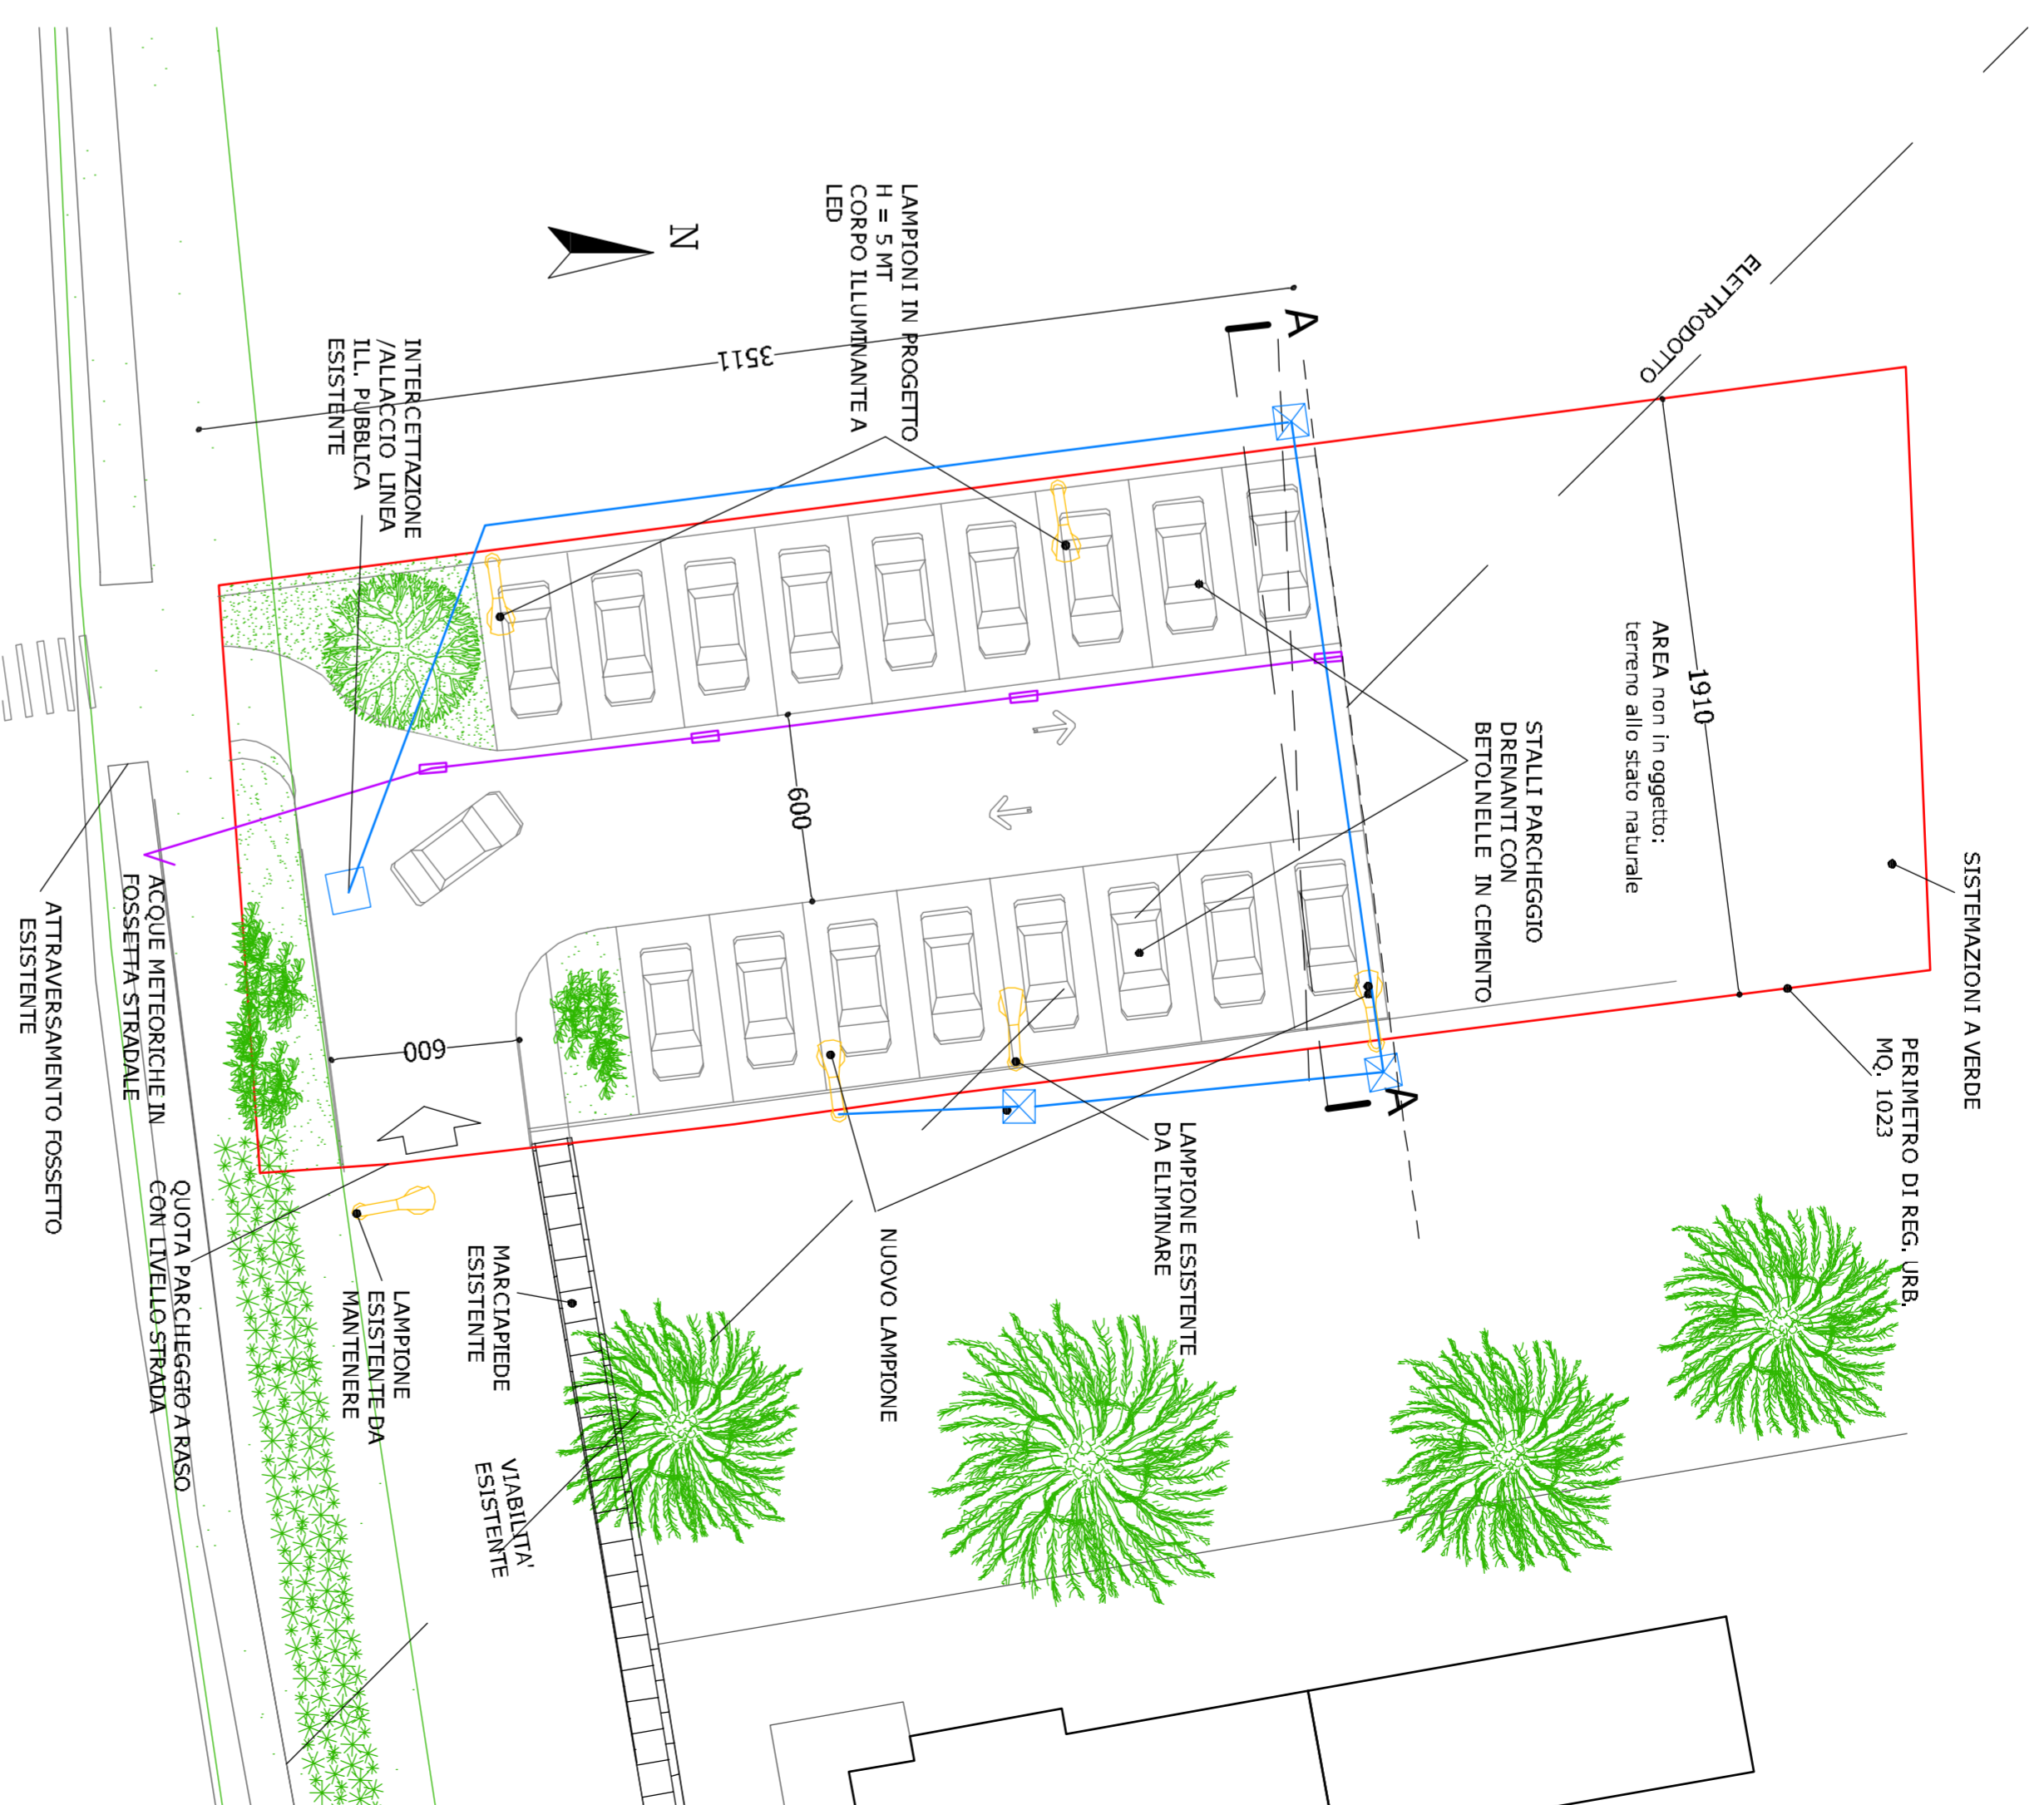 ELETTRODOTTO
N
LAMPIONI IN PROGETTO
H = 5 MT
CORPO ILLUMINANTE A
LED
A
3511
INTERCETTAZIONE
/ALLACCIO LINEA
ILL. PUBBLICA
ESISTENTE
1910
AREA non in oggetto:
terreno allo stato naturale
STALLI PARCHEGGIO
DRENANTI CON
BETOLNELLE IN CEMENTO
SISTEMAZIONI A VERDE
600
600
PERIMETRO DI REG. URB.
MQ. 1023
A
ACQUE METEORICHE IN
FOSSETTA STRADALE
ATTRAVERSAMENTO FOSSETTO
ESISTENTE
LAMPIONE ESISTENTE
DA ELIMINARE
QUOTA PARCHEGGIO A RASO
CON LIVELLO STRADA
NUOVO LAMPIONE
MARCIAPIEDE
ESISTENTE
LAMPIONE
ESISTENTE DA
MANTENERE
VIABILITA'
ESISTENTE